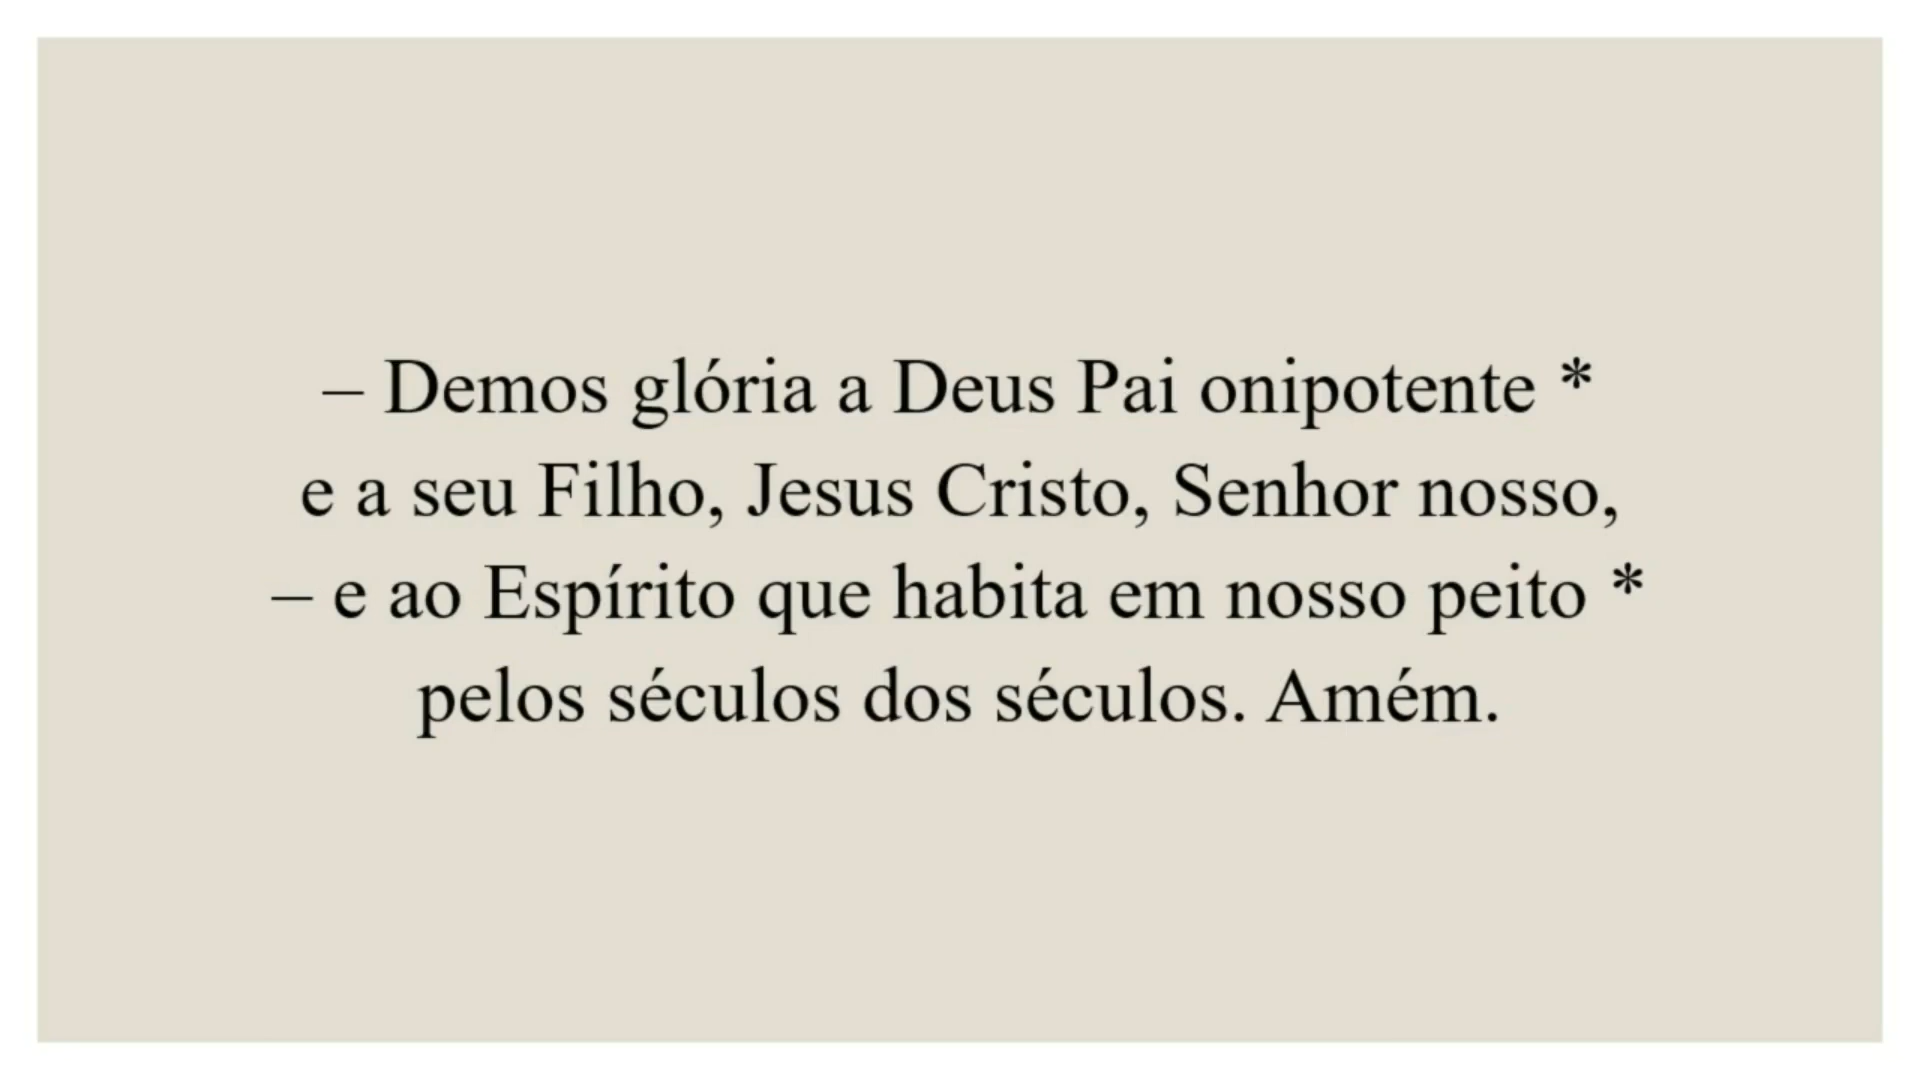 – Demos glória a Deus Pai onipotente *
e a seu Filho, Jesus Cristo, Senhor nosso,
– e ao Espírito que habita em nosso peito *
pelos séculos dos séculos. Amém.